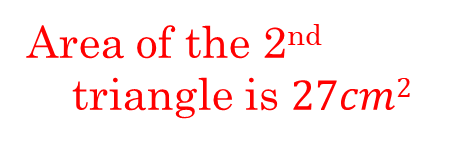 Area of the 2ⁿᵈ
triangle is 27cm²